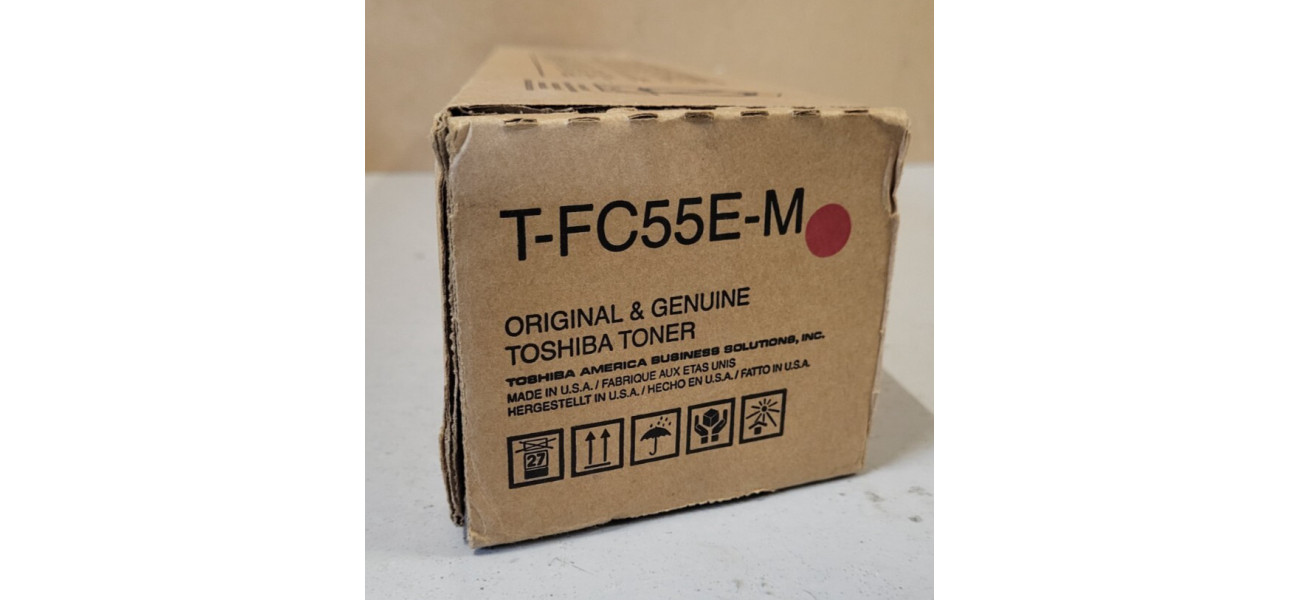 T-FC55E-M
ORIGINAL & GENUINE
TOSHIBA TONER
TOSHIBA AMERICA BUSINESS SOLUTIONS, INC.
MADE IN U.S.A. / FABRIQUE AUX ETAS UNIS
HERGESTELLT IN U.S.A. / HECHO EN U.S.A. / FATTO IN U.S.A.
27